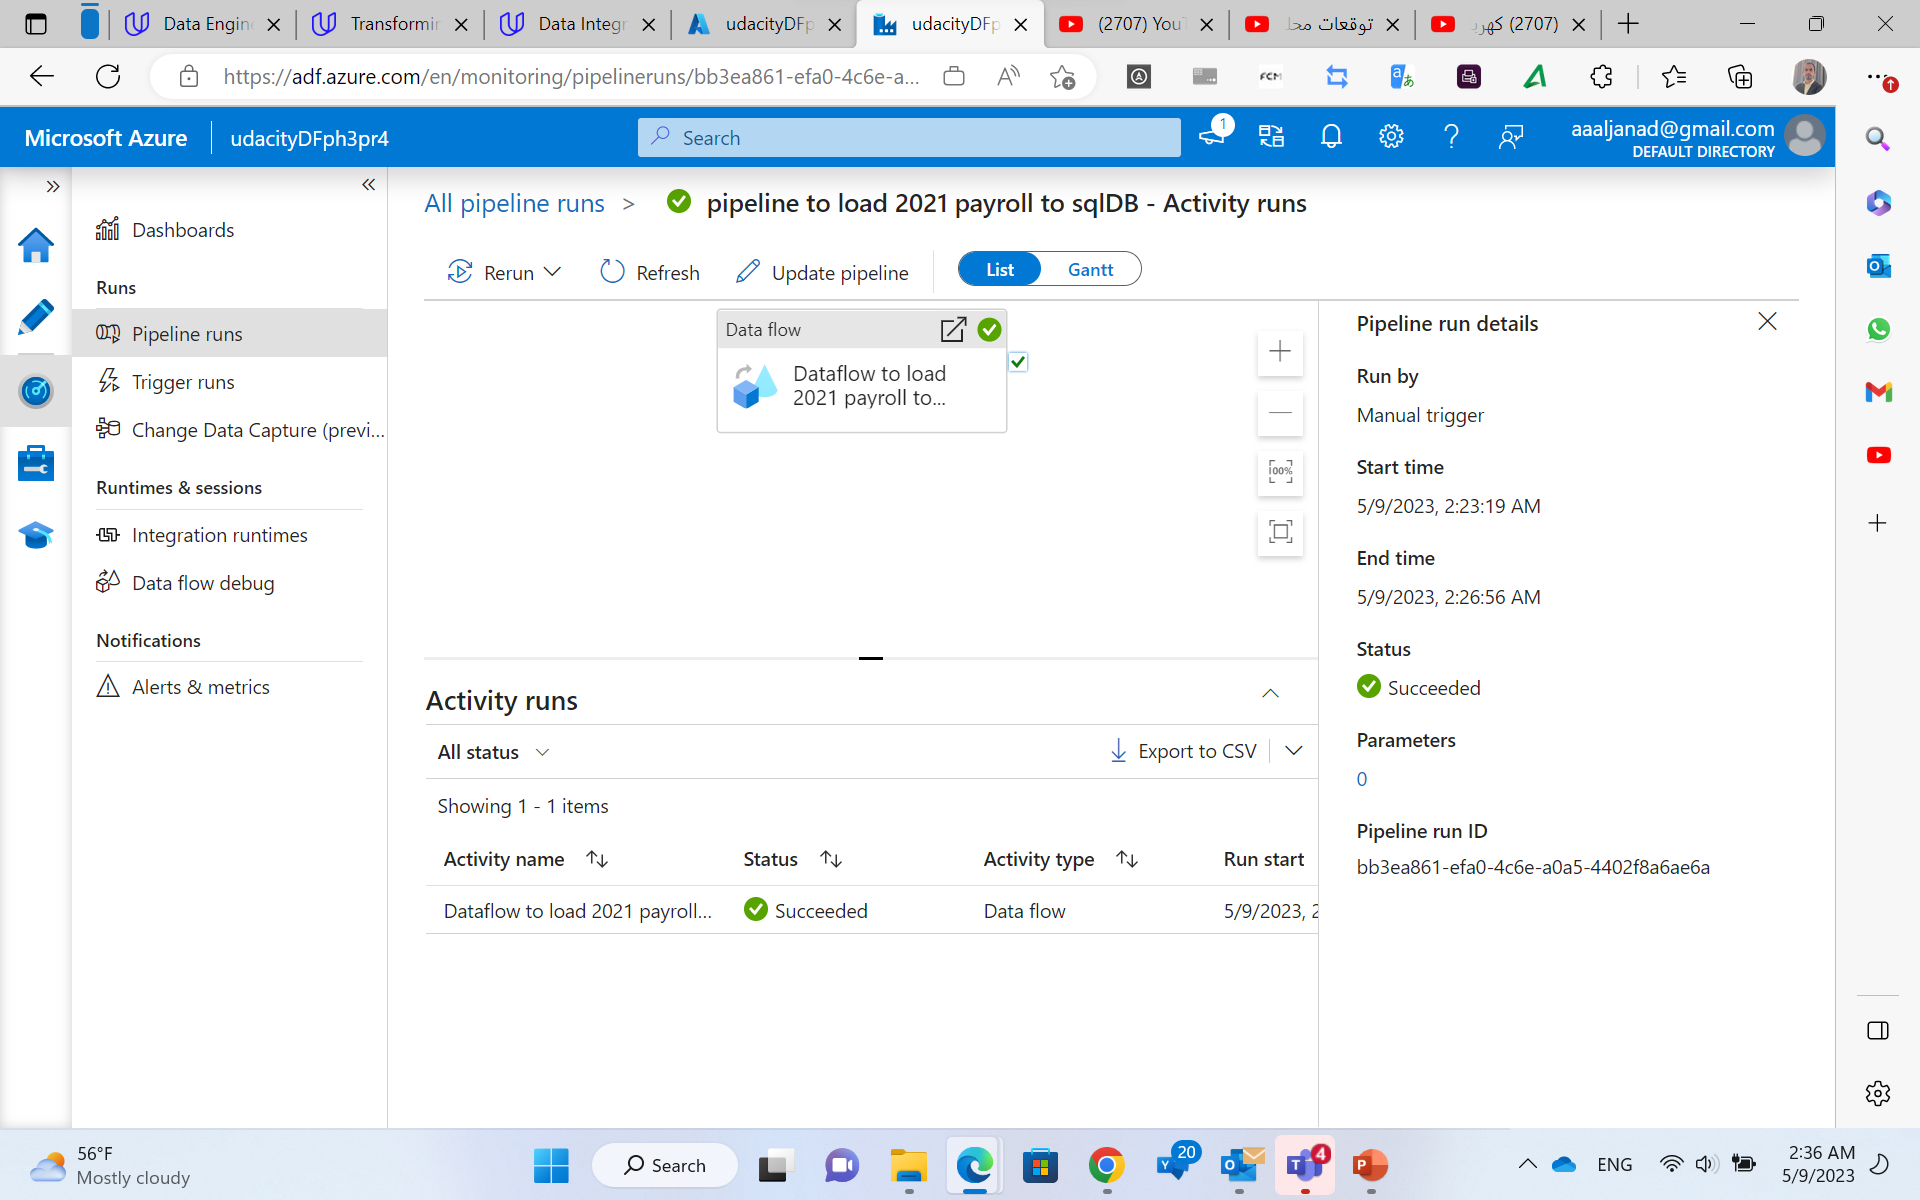 Data Engin
Transformin
Data Integr
udacityDFp
udacityDFp
(2707) YouT
توقعات محل
(2707) كهرب
https://adf.azure.com/en/monitoring/pipelineruns/bb3ea861-efa0-4c6e-a...
FCM
Microsoft Azure
udacityDFph3pr4
Search
1
aaaljanad@gmail.com
DEFAULT DIRECTORY
All pipeline runs > pipeline to load 2021 payroll to sqlDB - Activity runs
Dashboards
Runs
Pipeline runs
Trigger runs
Change Data Capture (previ...
Runtimes & sessions
Integration runtimes
Data flow debug
Notifications
Alerts & metrics
Rerun
Refresh
Update pipeline
List
Gantt
Data flow
Dataflow to load
2021 payroll to...
100%
Activity runs
All status
Export to CSV
Showing 1 - 1 items
Activity name
Status
Activity type
Run start
Dataflow to load 2021 payroll...
Succeeded
Data flow
5/9/2023, 2
Pipeline run details
Run by
Manual trigger
Start time
5/9/2023, 2:23:19 AM
End time
5/9/2023, 2:26:56 AM
Status
Succeeded
Parameters
0
Pipeline run ID
bb3ea861-efa0-4c6e-a0a5-4402f8a6ae6a
56°F
Mostly cloudy
Search
20
4
ENG
2:36 AM
5/9/2023